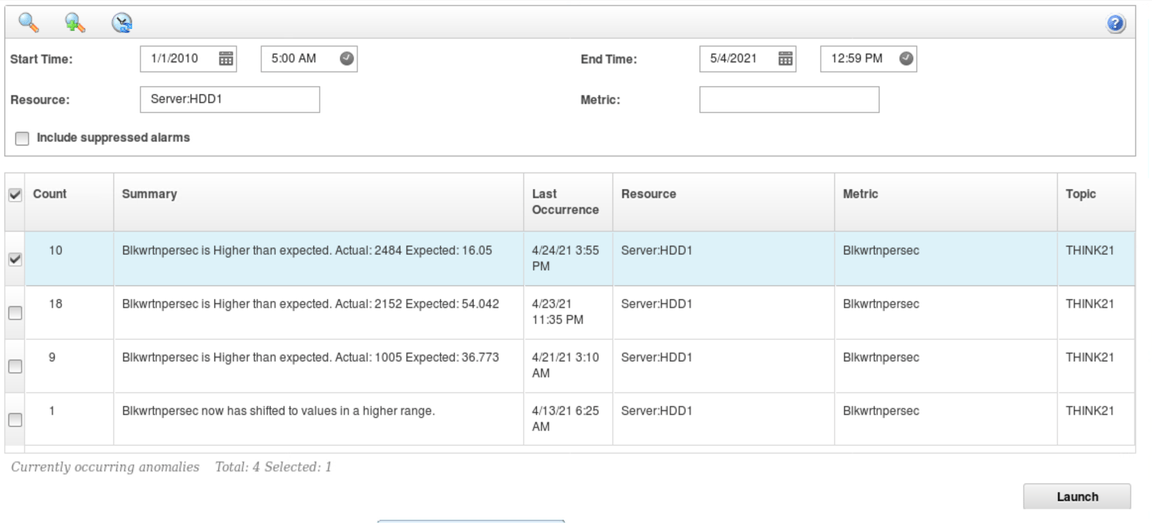 Start Time: 1/1/2010 5:00 AM End Time: 5/4/2021 12:59 PM
Resource: Server:HDD1 Metric:
Include suppressed alarms
Count Summary Last Occurrence Resource Metric Topic
10 Blkwrtnpersec is Higher than expected. Actual: 2484 Expected: 16.05 4/24/21 3:55 PM Server:HDD1 Blkwrtnpersec THINK21
18 Blkwrtnpersec is Higher than expected. Actual: 2152 Expected: 54.042 4/23/21 11:35 PM Server:HDD1 Blkwrtnpersec THINK21
9 Blkwrtnpersec is Higher than expected. Actual: 1005 Expected: 36.773 4/21/21 3:10 AM Server:HDD1 Blkwrtnpersec THINK21
1 Blkwrtnpersec now has shifted to values in a higher range. 4/13/21 6:25 AM Server:HDD1 Blkwrtnpersec THINK21
Currently occurring anomalies Total: 4 Selected: 1
Launch